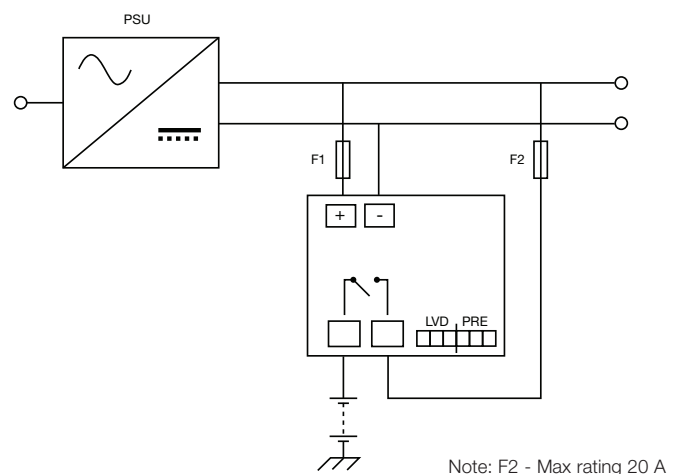 PSU
F1
F2
+ -
LVD PRE
Note: F2 - Max rating 20 A